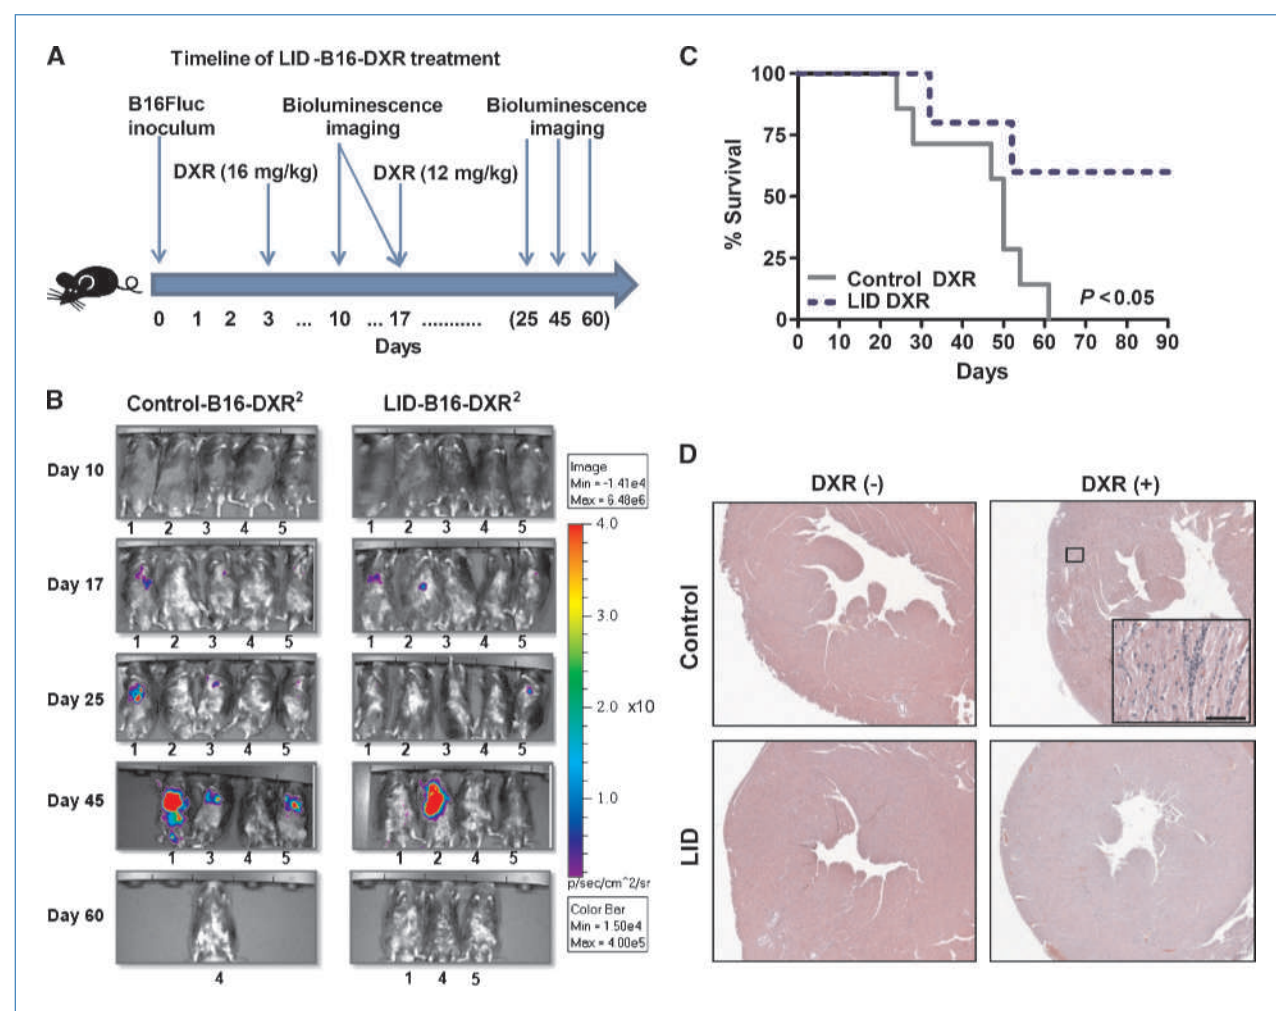 A
Timeline of LID -B16-DXR treatment
B16Fluc
inoculum
Bioluminescence
imaging
Bioluminescence
imaging
DXR (16 mg/kg)
DXR (12 mg/kg)
0 1 2 3 ... 10 ... 17 ........... (25 45 60)
Days
B
Control-B16-DXR²
LID-B16-DXR²
Day 10
1 2 3 4 5
1 2 3 4 5
Day 17
1 2 3 4 5
1 2 3 4 5
Day 25
1 2 3 4 5
1 2 3 4 5
Day 45
1 3 4 5
1 2 4 5
Day 60
4
1 4 5
Image
Min = -1.41e4
Max = 6.48e6
4.0
3.0
2.0 x10
1.0
p/sec/cm^2/sr
Color Bar
Min = 1.50e4
Max = 4.00e5
C
% Survival
100
75
50
25
0
Control DXR
LID DXR
P < 0.05
0 10 20 30 40 50 60 70 80 90
Days
D
DXR (-)
DXR (+)
Control
LID